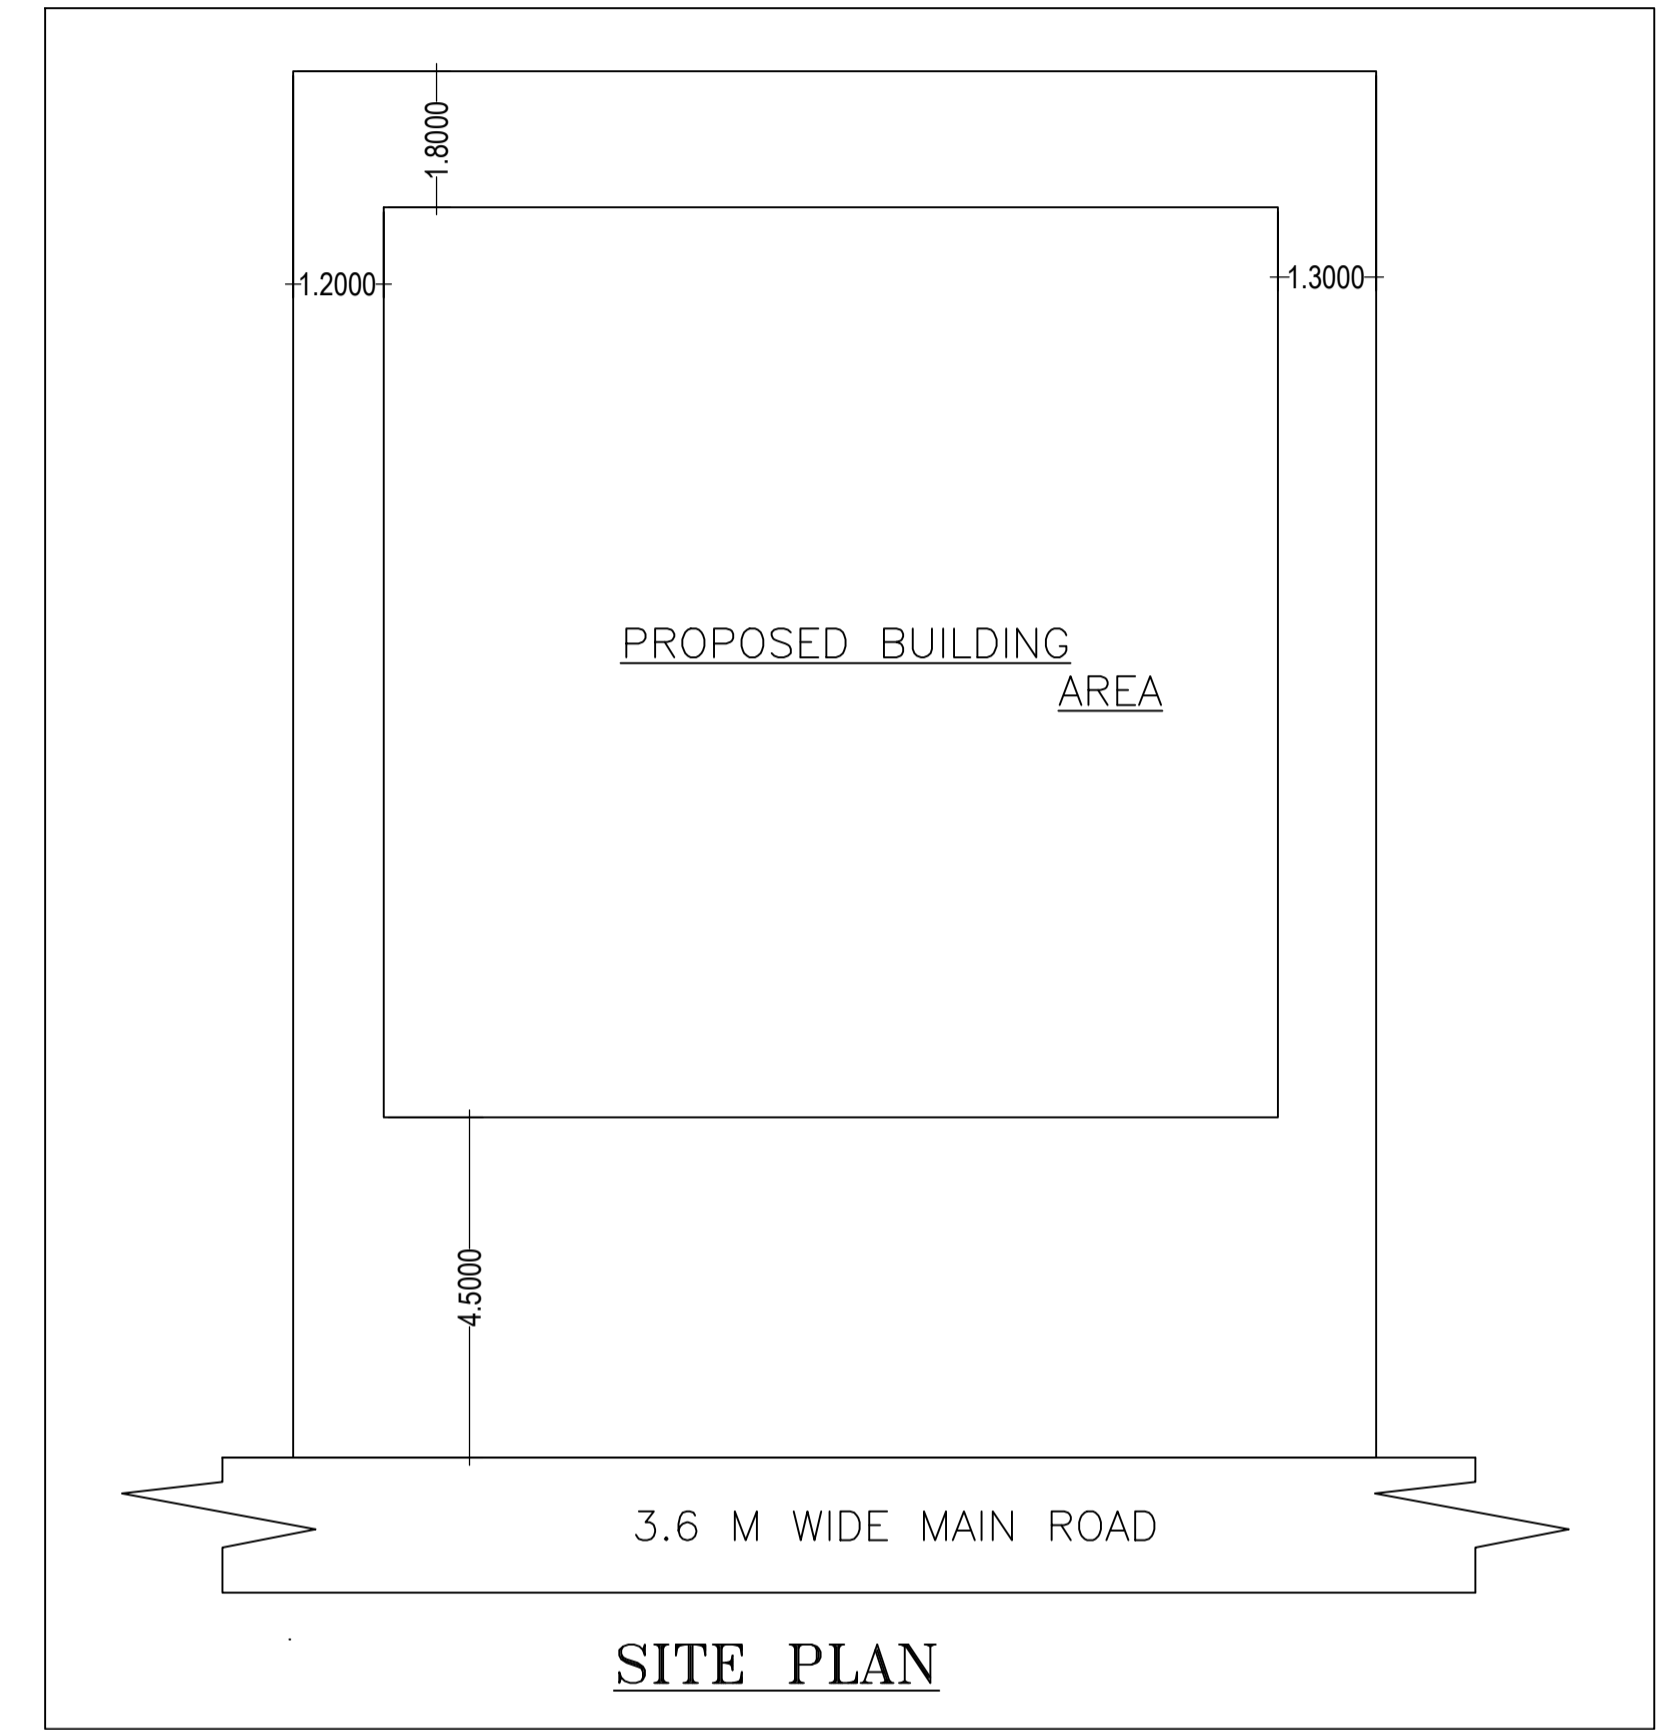 1.8000
1.2000
1.3000
PROPOSED BUILDING
AREA
4.5000
3.6 M WIDE MAIN ROAD
SITE PLAN